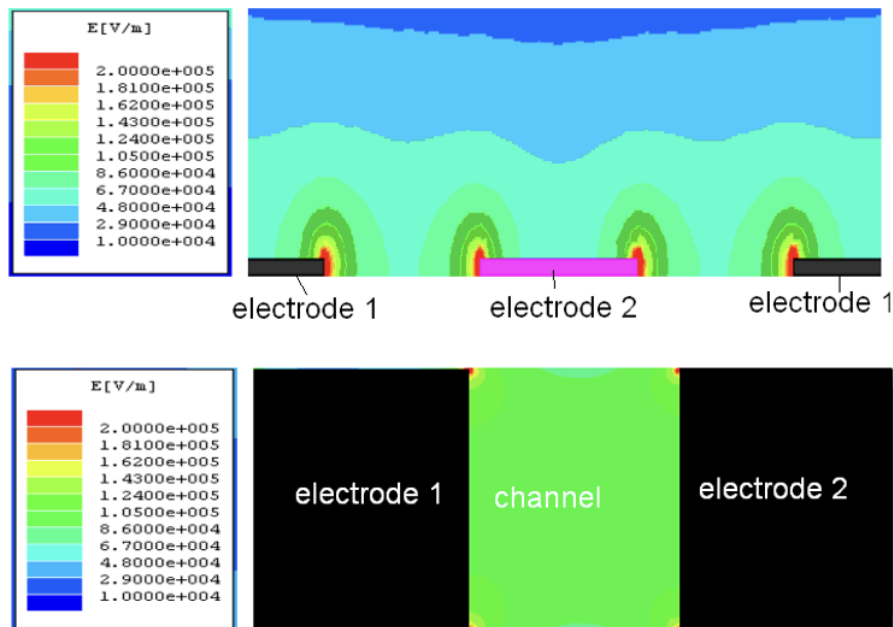 E[V/m]
2.0000e+005
1.8100e+005
1.6200e+005
1.4300e+005
1.2400e+005
1.0500e+005
8.6000e+004
6.7000e+004
4.8000e+004
2.9000e+004
1.0000e+004
electrode 1
electrode 2
electrode 1
E[V/m]
2.0000e+005
1.8100e+005
1.6200e+005
1.4300e+005
1.2400e+005
1.0500e+005
8.6000e+004
6.7000e+004
4.8000e+004
2.9000e+004
1.0000e+004
electrode 1
channel
electrode 2